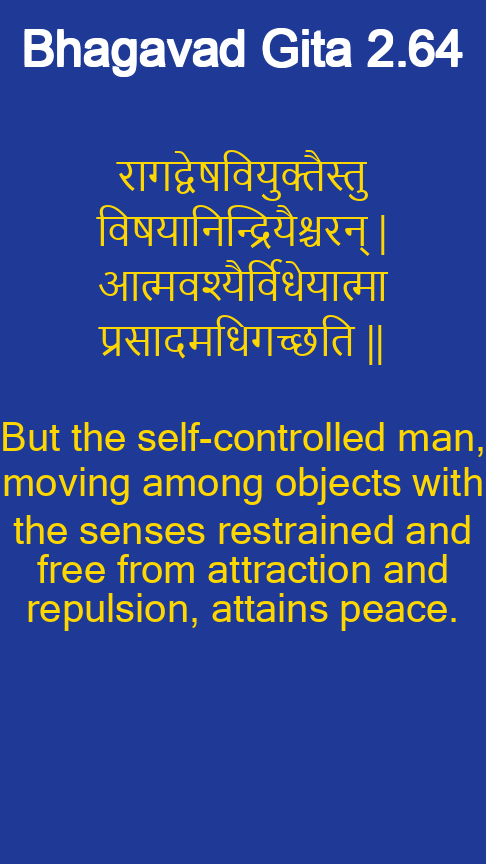 Bhagavad Gita 2.64
रागद्वेषवियुक्तैस्तु
विषयानिन्द्रियैश्चरन् |
आत्मवश्यैर्विधेयात्मा
प्रसादमधिगच्छति ||
But the self-controlled man,
moving among objects with
the senses restrained and
free from attraction and
repulsion, attains peace.